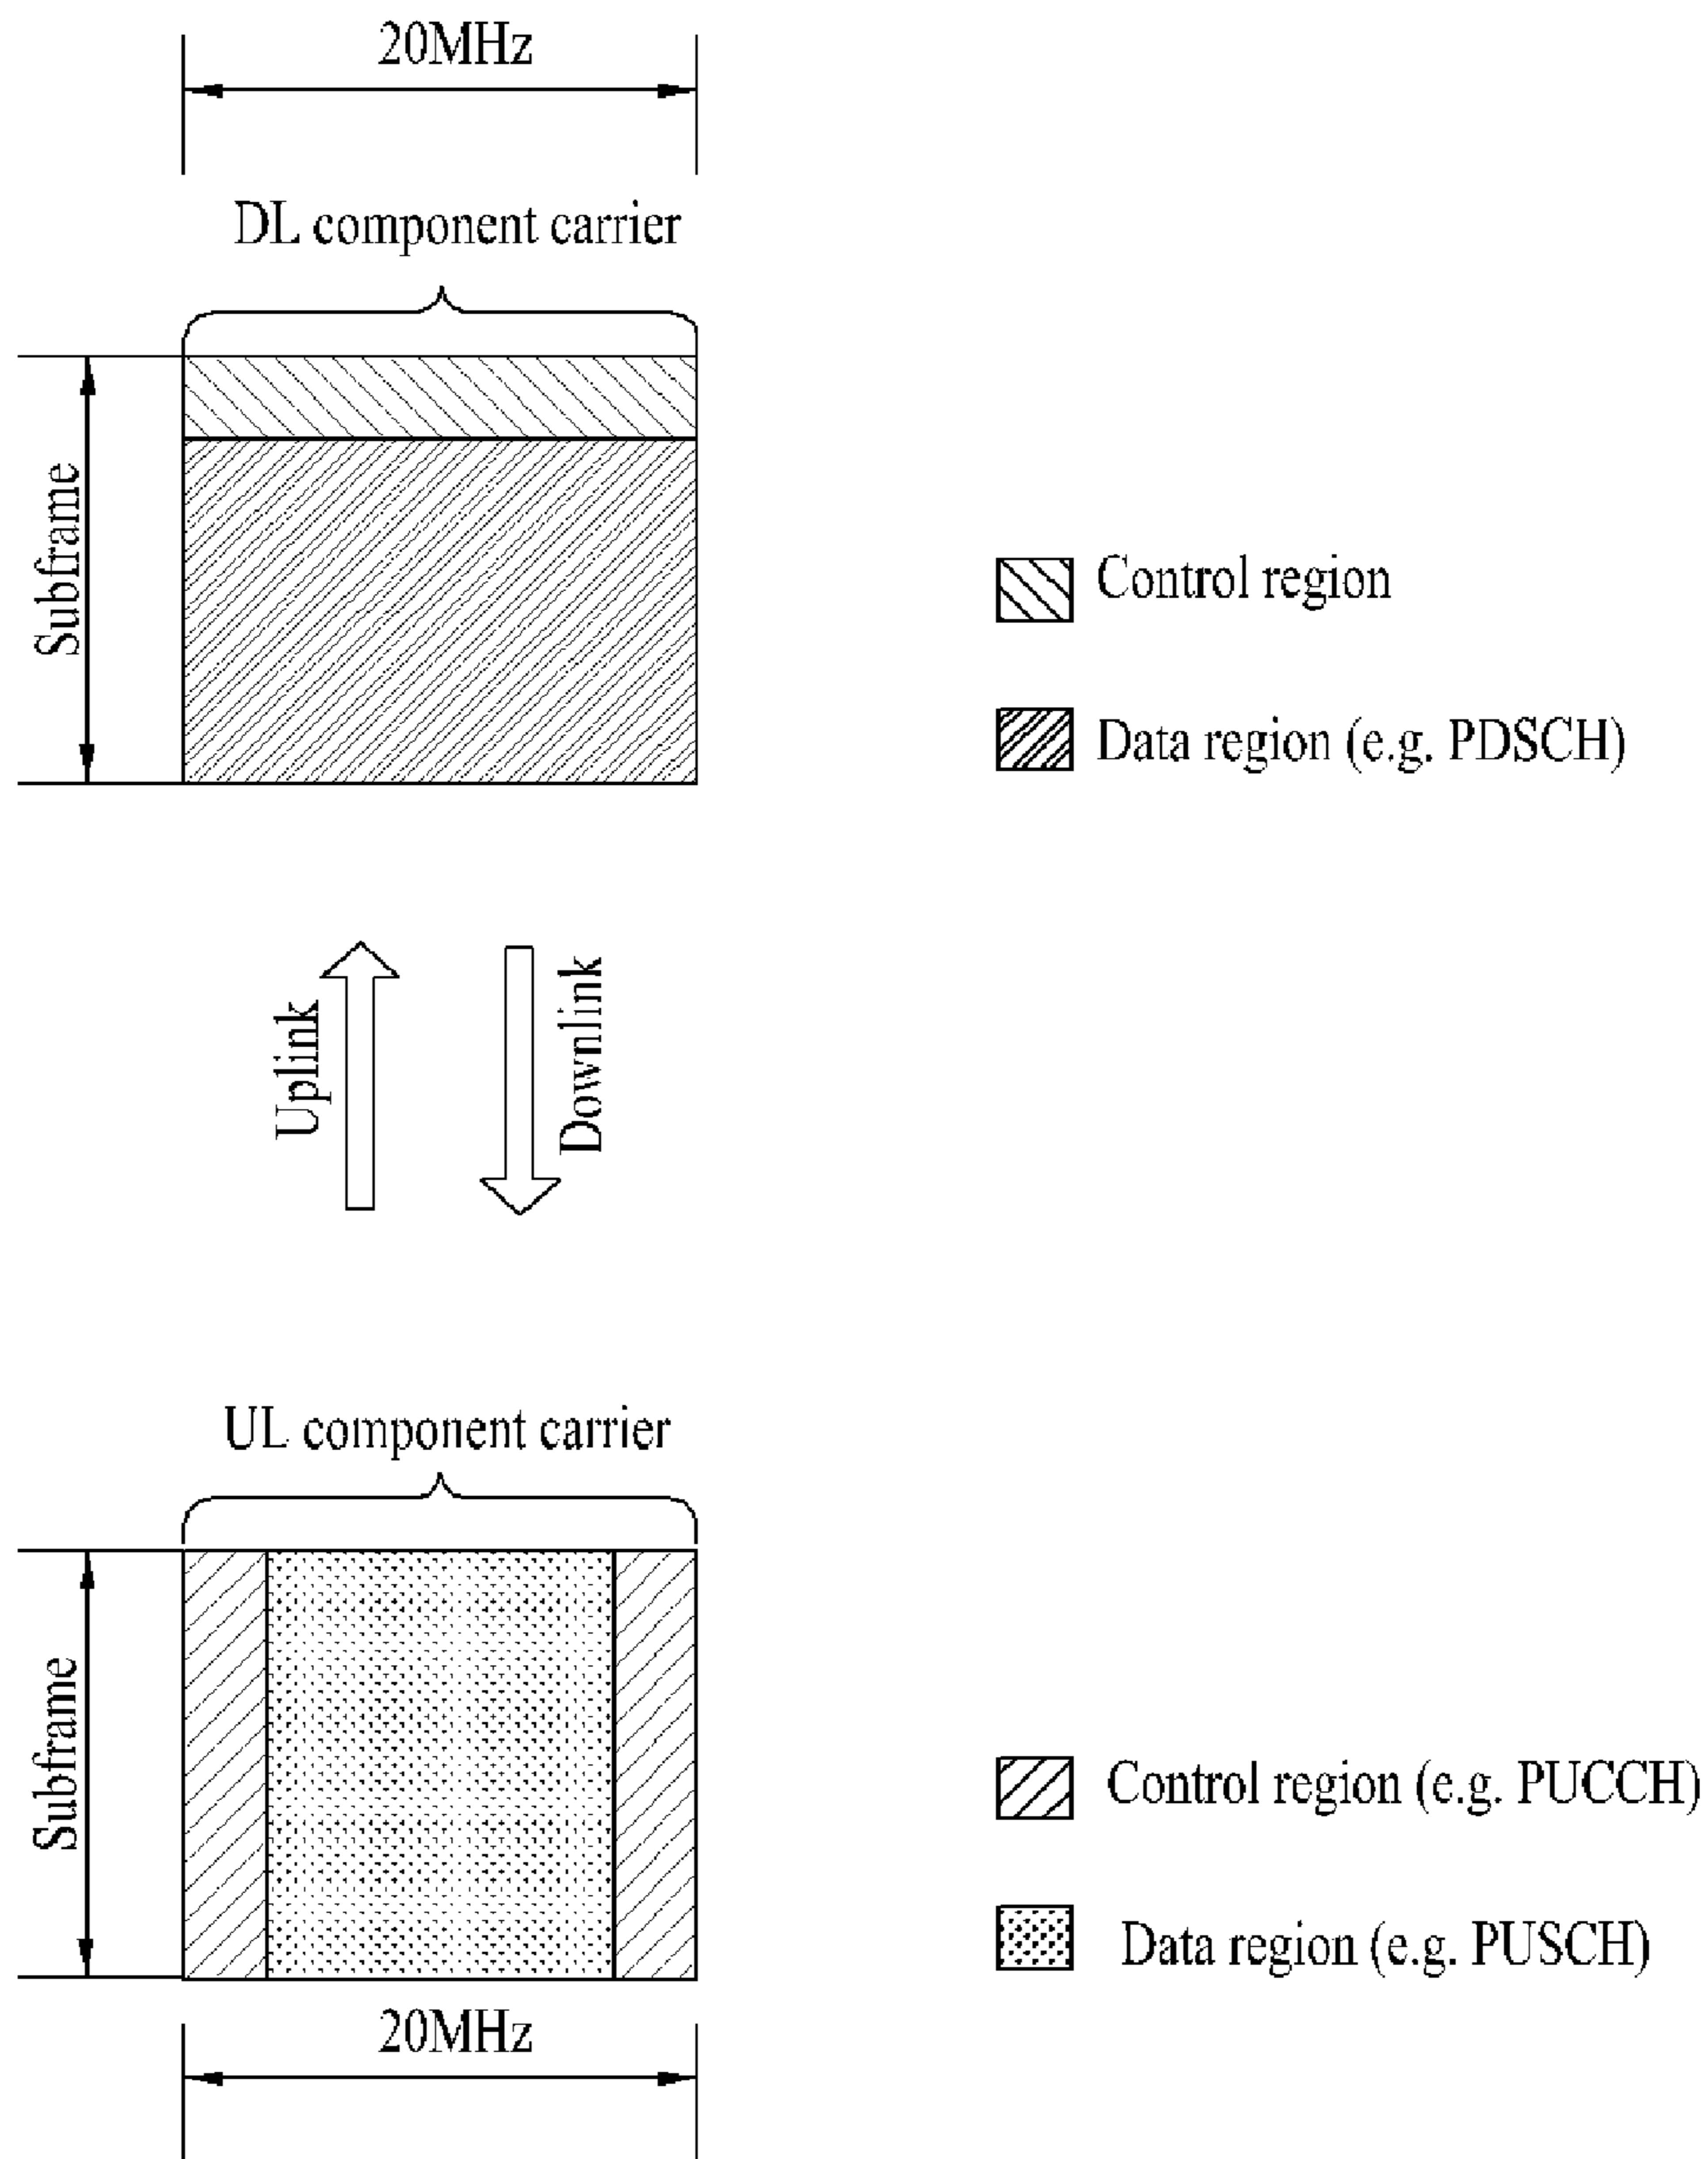 20MHz
DL component carrier
Subframe
Control region
Data region (e.g. PDSCH)
Uplink
Downlink
UL component carrier
Subframe
Control region (e.g. PUCCH)
Data region (e.g. PUSCH)
20MHz